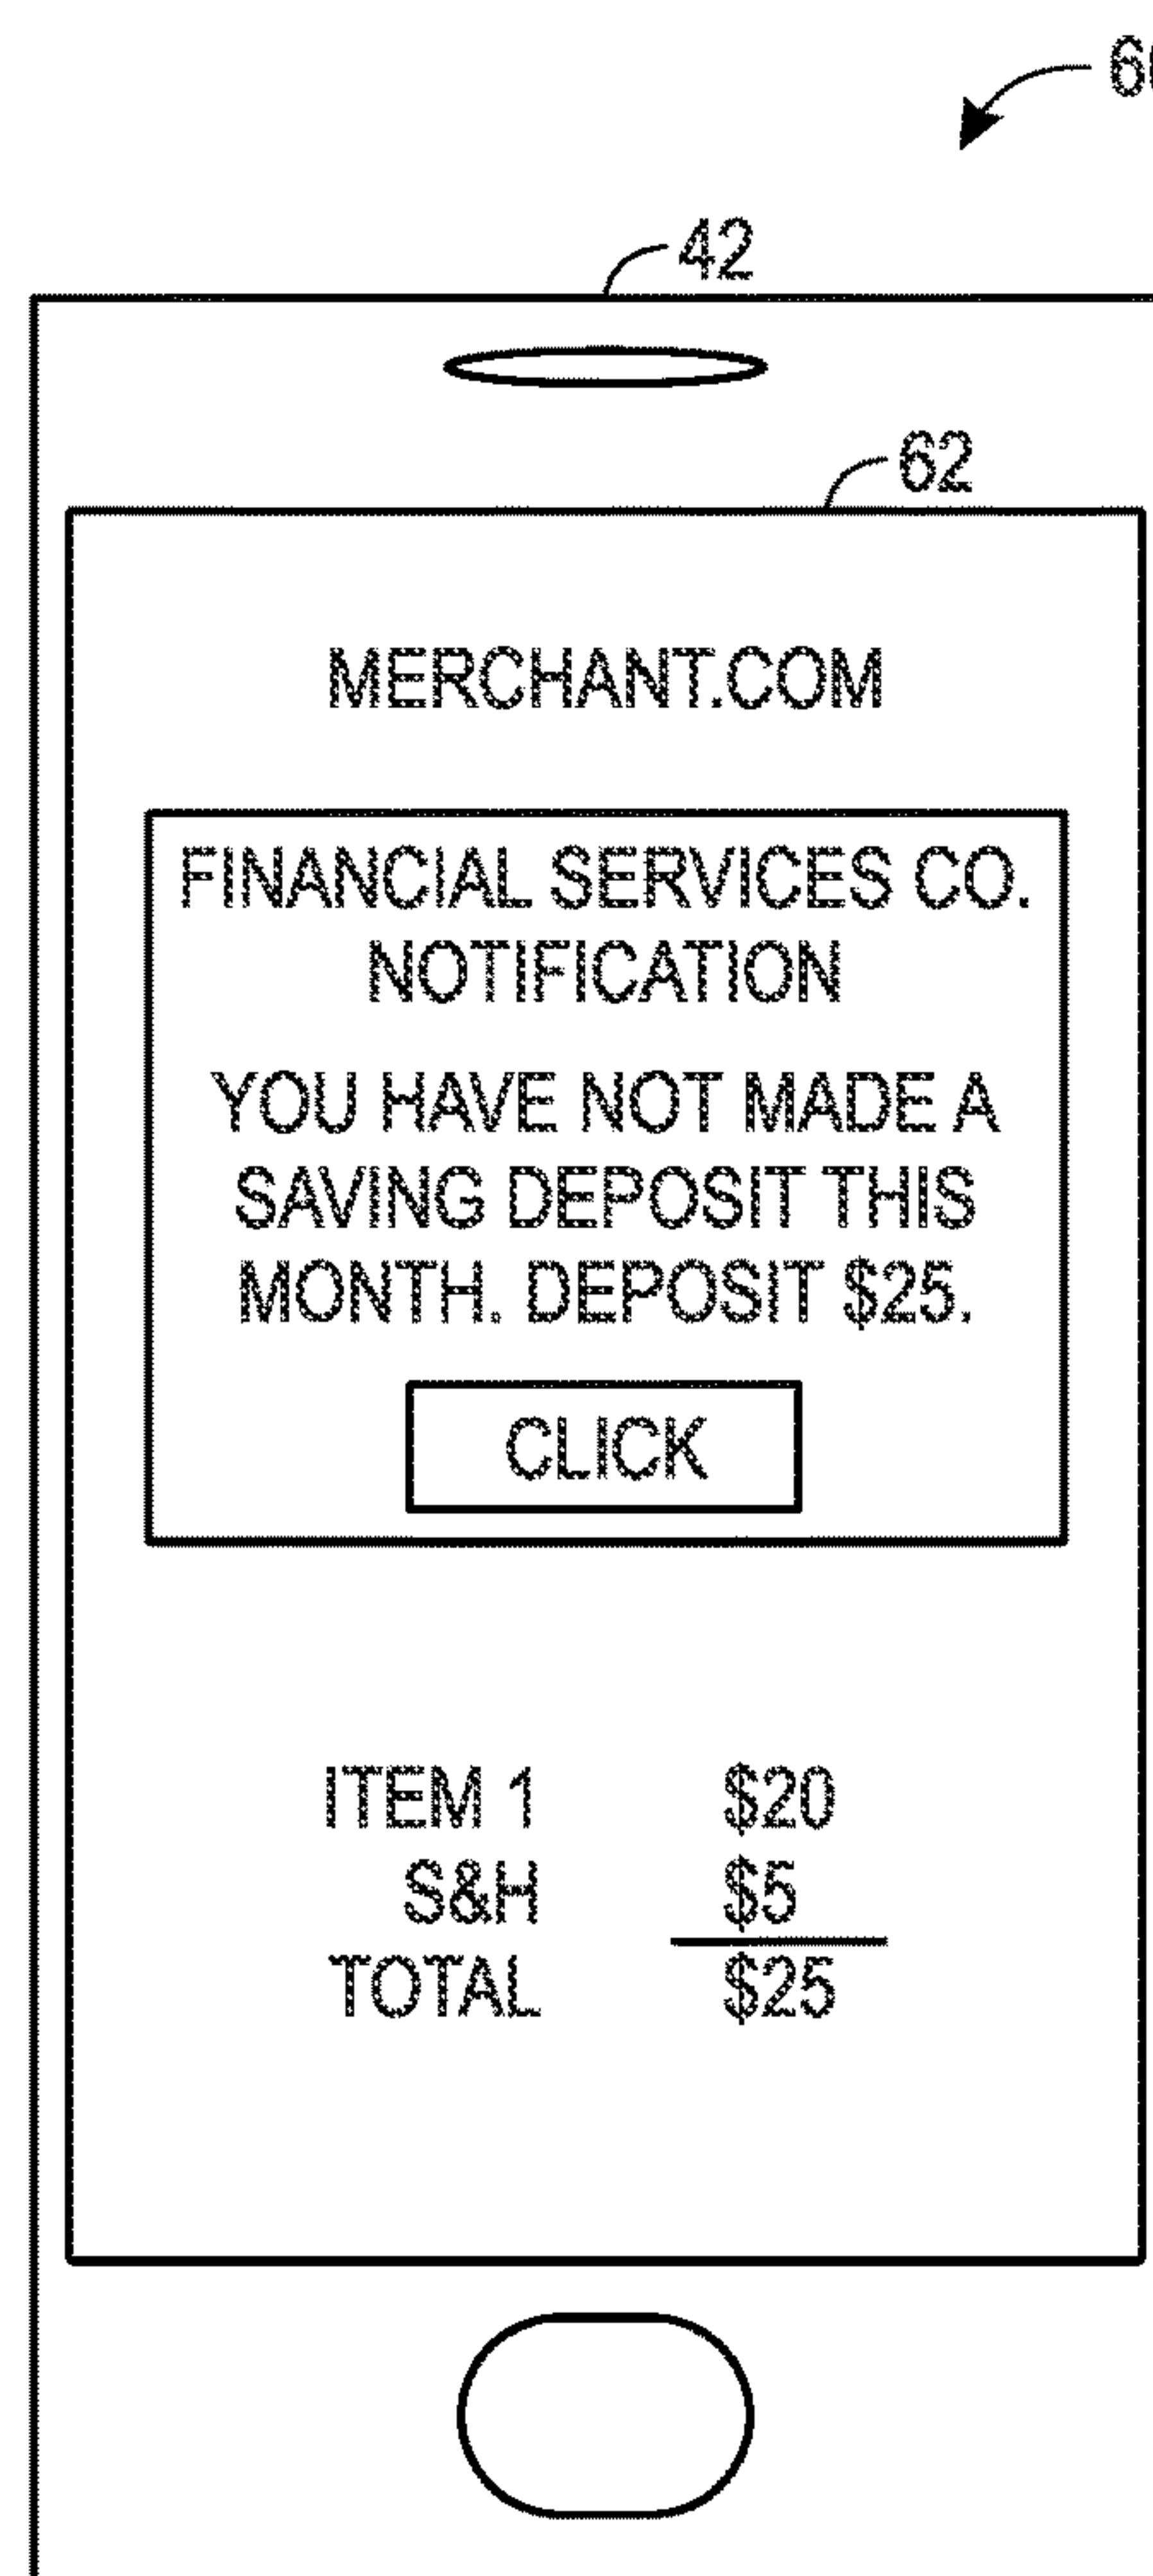 42
62
MERCHANT.COM
FINANCIAL SERVICES CO.
NOTIFICATION
YOU HAVE NOT MADE A
SAVING DEPOSIT THIS
MONTH. DEPOSIT $25.
CLICK
ITEM 1 $20
S&H $5
TOTAL $25